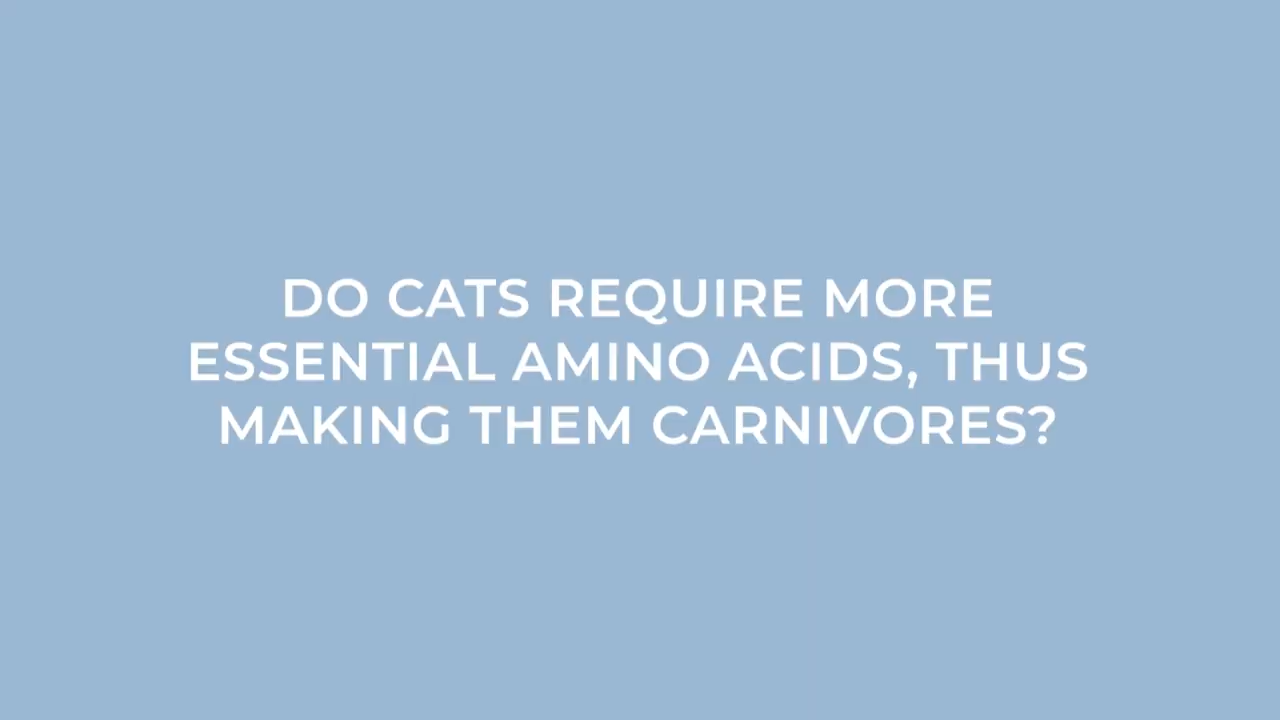 DO CATS REQUIRE MORE
ESSENTIAL AMINO ACIDS, THUS
MAKING THEM CARNIVORES?